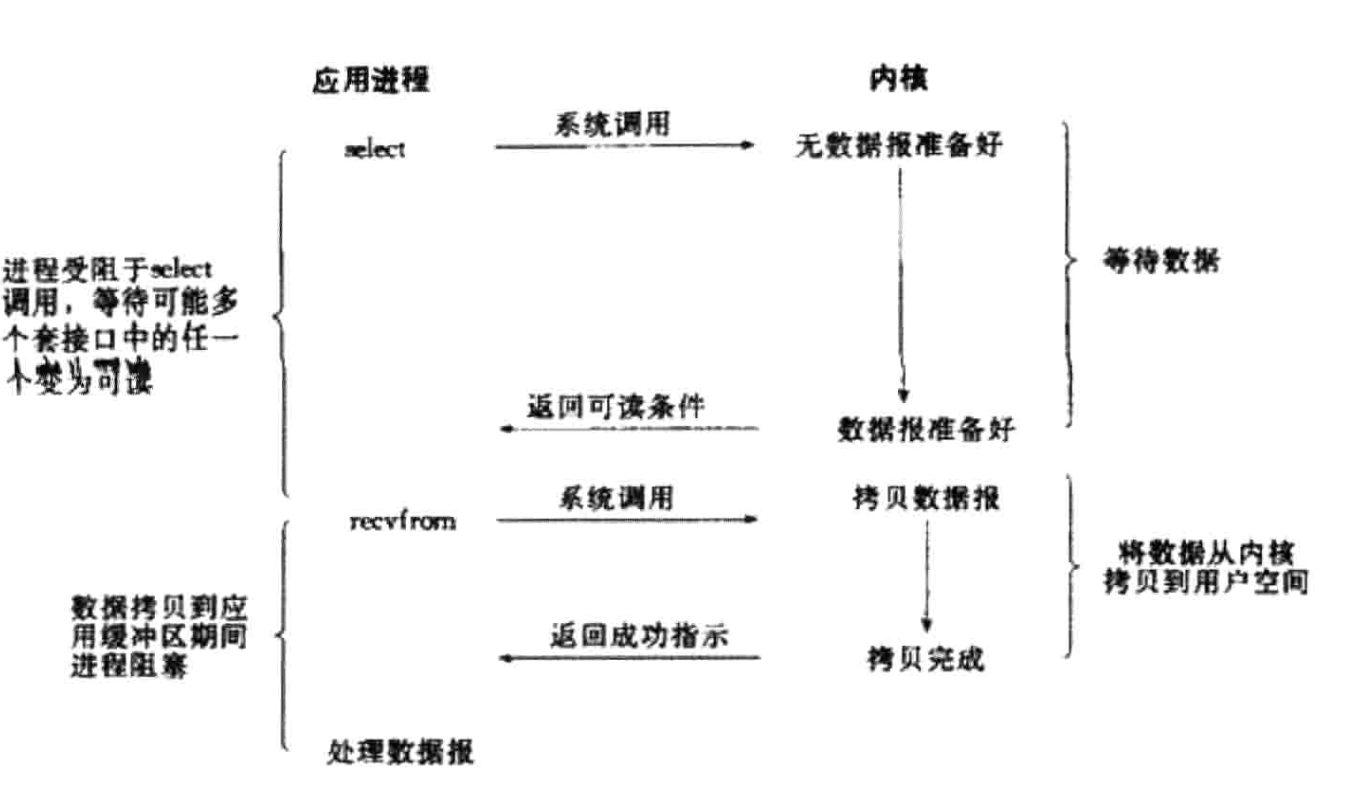 应用进程
内核
select
系统调用
无数据报准备好
进程受阻于select
调用，等待可能多
个套接口中的任一
个变为可读
等待数据
返回可读条件
数据报准备好
recvfrom
系统调用
拷贝数据报
将数据从内核
拷贝到用户空间
数据拷贝到应
用缓冲区期间
进程阻塞
返回成功指示
拷贝完成
处理数据报